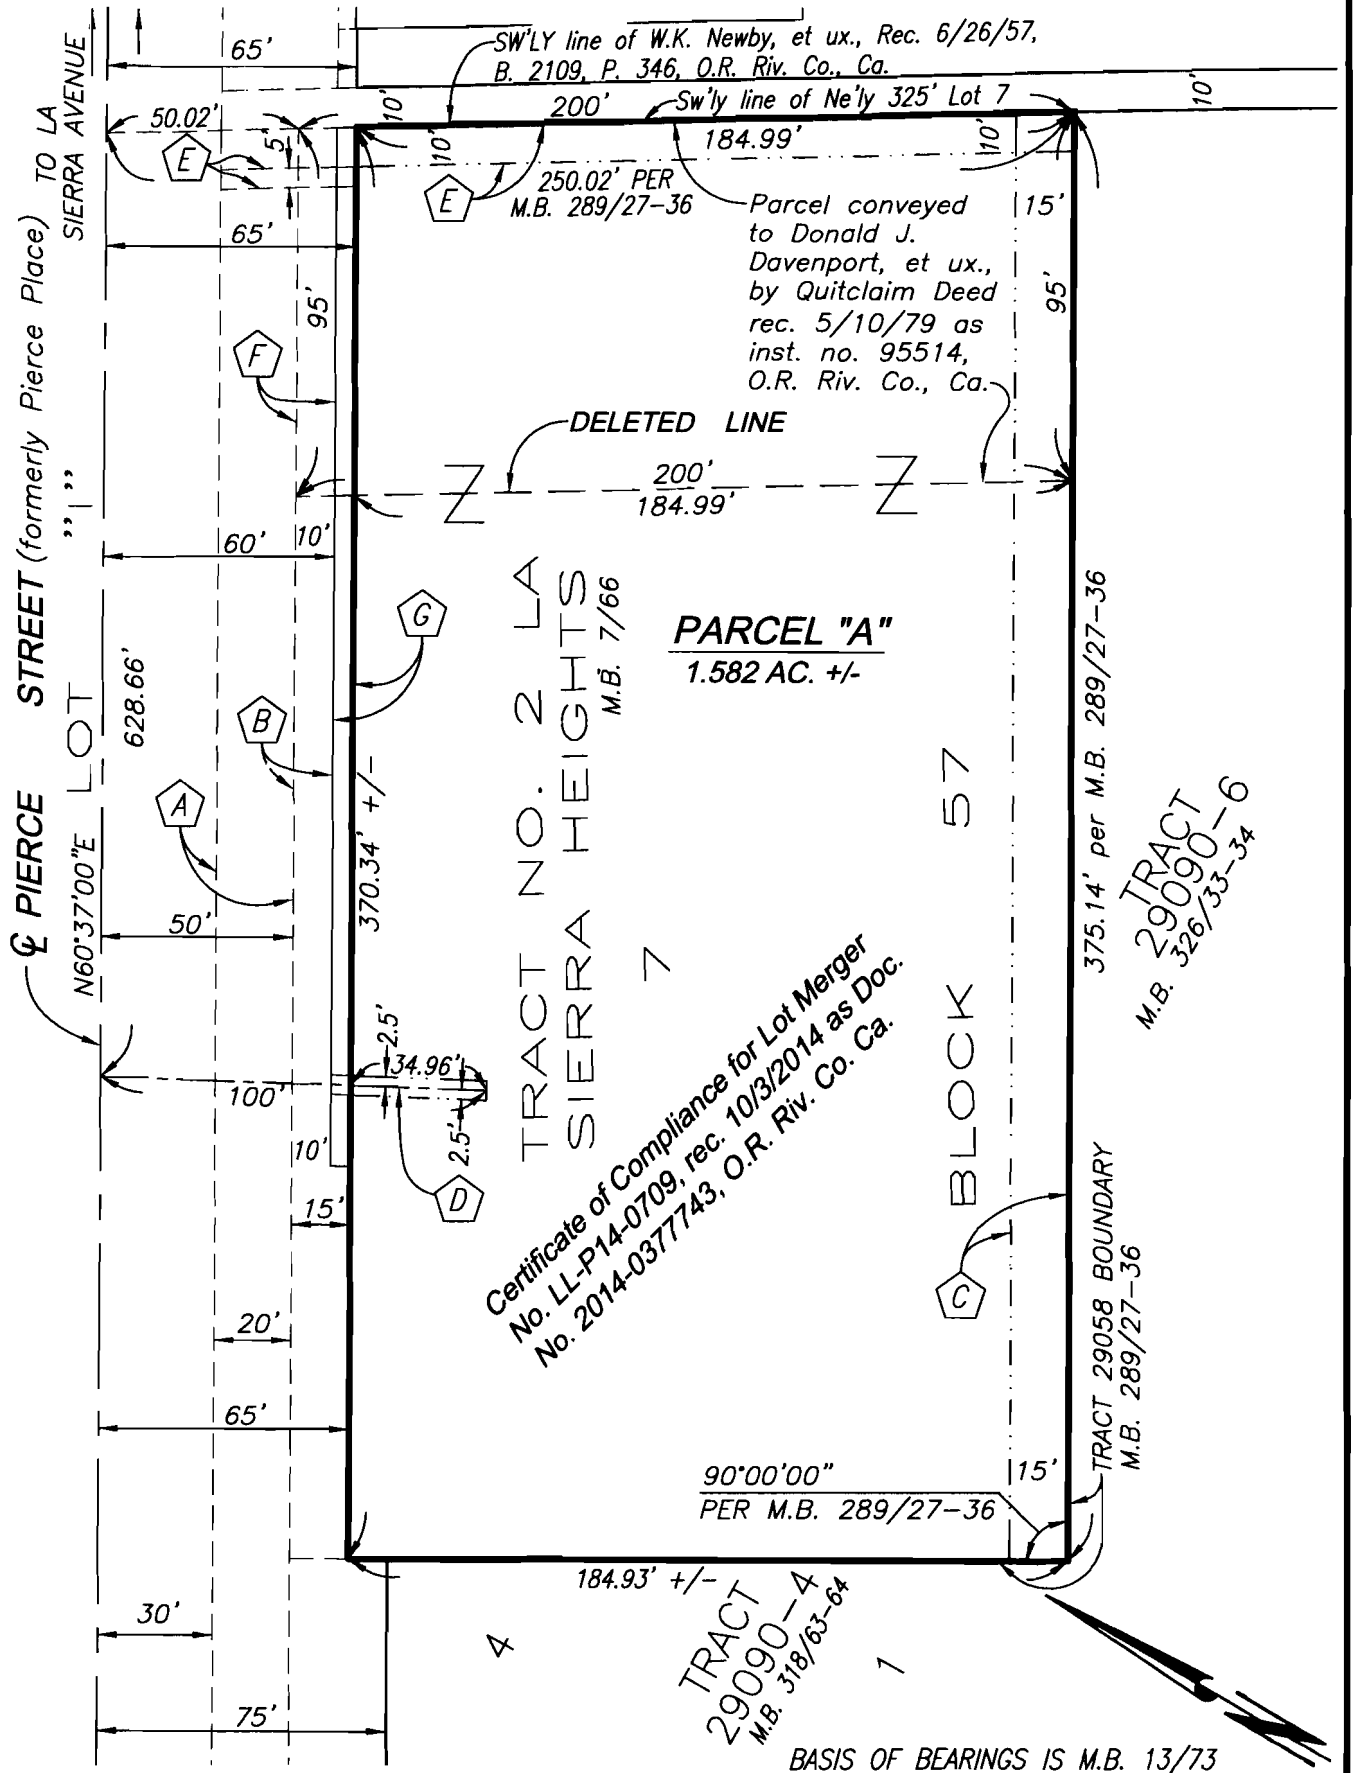 65'
SW'LY line of W.K. Newby, et ux., Rec. 6/26/57,
B. 2109, P. 346, O.R. Riv. Co., Ca.
10'
200'
Sw'ly line of Ne'ly 325' Lot 7
10'
50.02'
5'
10'
184.99'
10'
E
E
250.02' PER
M.B. 289/27-36
TO LA
SIERRA AVENUE
65'
Parcel conveyed
to Donald J.
Davenport, et ux.,
by Quitclaim Deed
rec. 5/10/79 as
inst. no. 95514,
O.R. Riv. Co., Ca.
15'
95'
95'
F
DELETED LINE
200'
184.99'
60'
10'
G
PARCEL "A"
1.582 AC. +/-
℄ PIERCE STREET (formerly Pierce Place)
LOT "1"
N60°37'00"E
628.66'
B
A
370.34' +/-
TRACT NO. 2 LA
SIERRA HEIGHTS
M.B. 7/66
7
BLOCK 57
375.14' per M.B. 289/27-36
TRACT
29090-6
M.B. 326/33-34
50'
2.5'
34.96'
100'
2.5'
10'
D
15'
Certificate of Compliance for Lot Merger
No. LL-P14-0709, rec. 10/3/2014 as Doc.
No. 2014-0377743, O.R. Riv. Co. Ca.
C
TRACT 29058 BOUNDARY
M.B. 289/27-36
20'
65'
90°00'00"
PER M.B. 289/27-36
15'
184.93' +/-
30'
4
TRACT
29090-4
M.B. 318/63-64
1
75'
BASIS OF BEARINGS IS M.B. 13/73